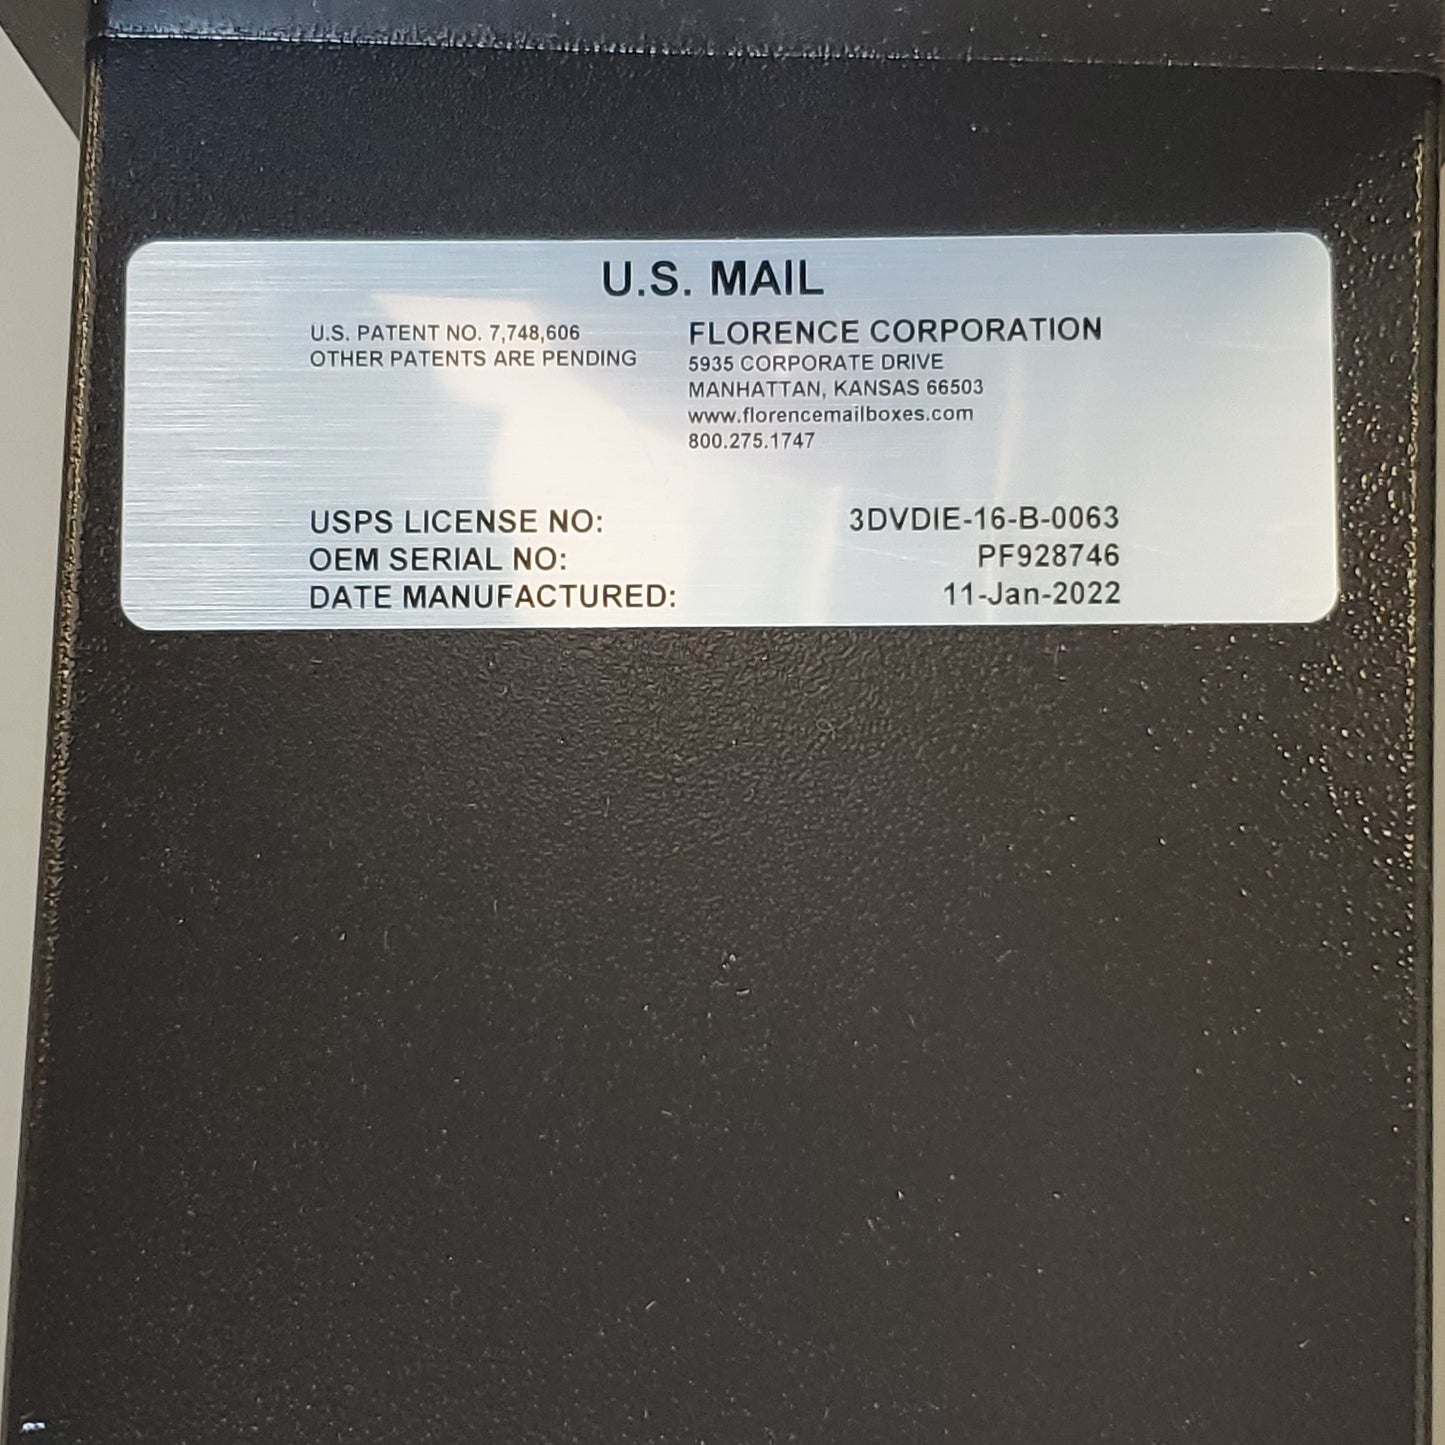 U.S. MAIL
U.S. PATENT NO. 7,748,606
OTHER PATENTS ARE PENDING
FLORENCE CORPORATION
5935 CORPORATE DRIVE
MANHATTAN, KANSAS 66503
www.florencemailboxes.com
800.275.1747
USPS LICENSE NO: 3DVDIE-16-B-0063
OEM SERIAL NO: PF928746
DATE MANUFACTURED: 11-Jan-2022